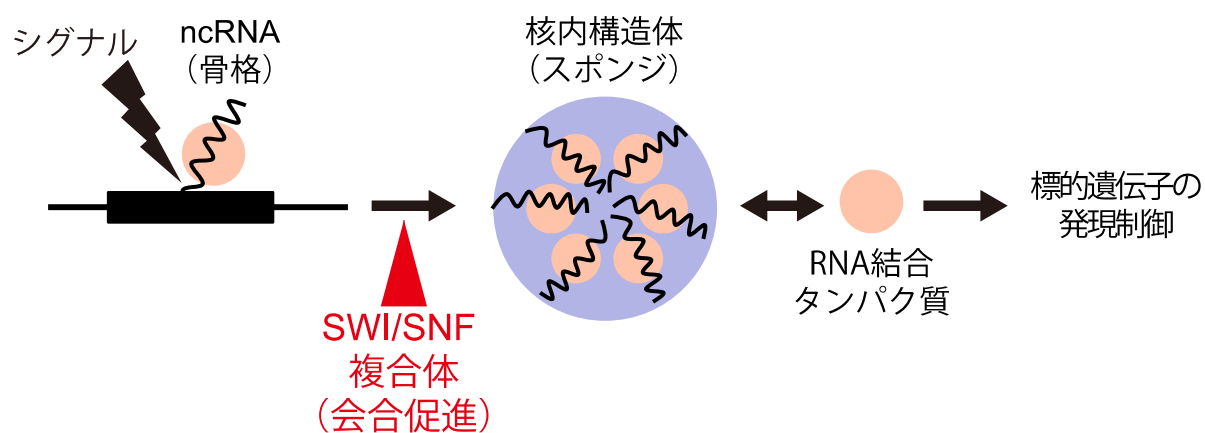 シグナル
ncRNA
（骨格）
核内構造体
（スポンジ）
SWI/SNF
複合体
（会合促進）
RNA結合
タンパク質
標的遺伝子の
発現制御